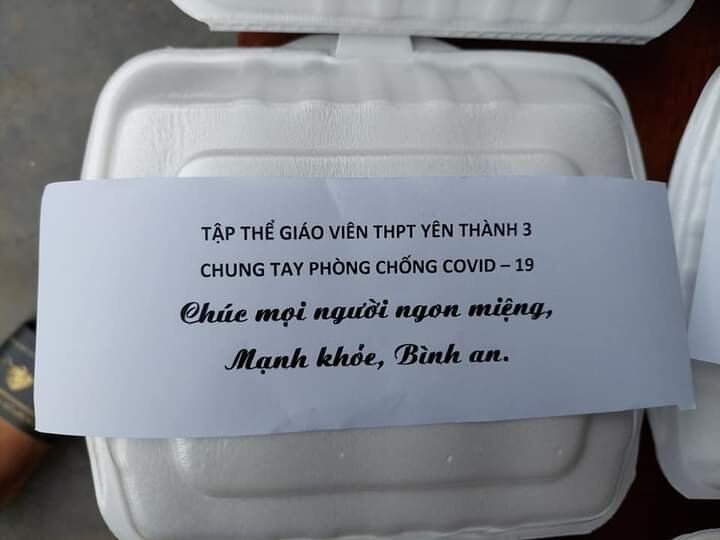 TẬP THỂ GIÁO VIÊN THPT YÊN THÀNH 3
CHUNG TAY PHÒNG CHỐNG COVID – 19
Chúc mọi người ngon miệng,
Mạnh khỏe, Bình an.